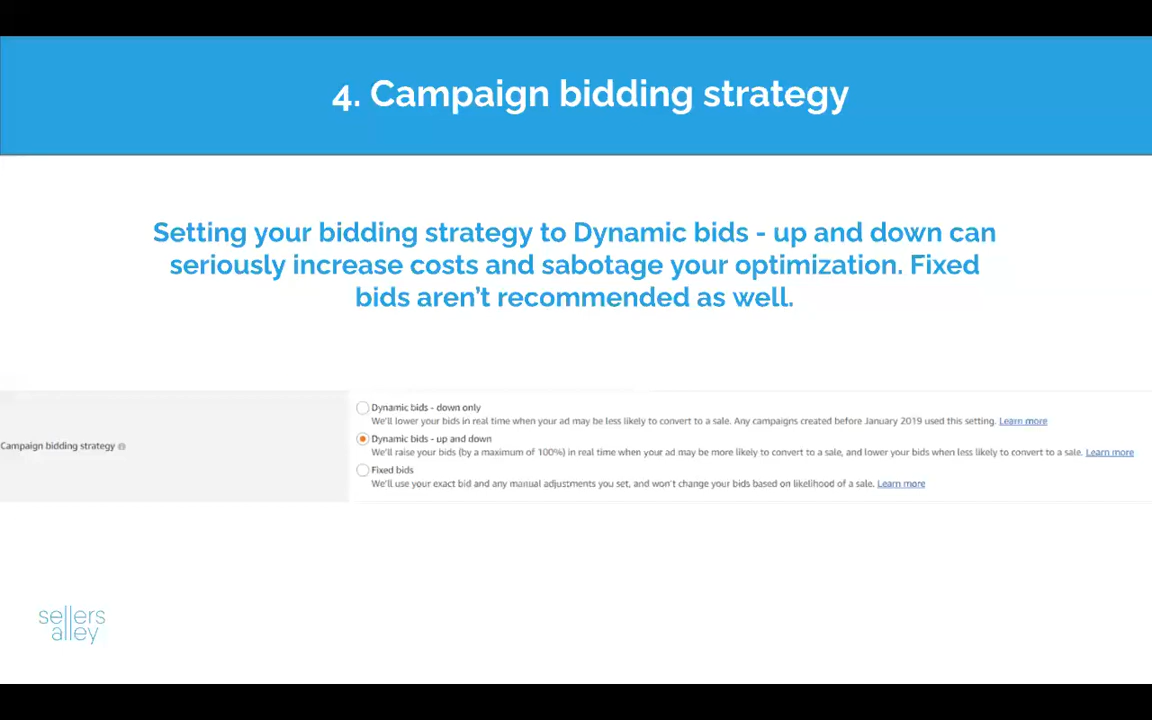 4. Campaign bidding strategy
Setting your bidding strategy to Dynamic bids - up and down can
seriously increase costs and sabotage your optimization. Fixed
bids aren't recommended as well.
Dynamic bids - down only
We'll lower your bids in real time when your ad may be less likely to convert to a sale. Any campaigns created before January 2019 used this setting. Learn more
Campaign bidding strategy
Dynamic bids - up and down
We'll raise your bids (by a maximum of 100%) in real time when your ad may be more likely to convert to a sale, and lower your bids when less likely to convert to a sale. Learn more
Fixed bids
We'll use your exact bid and any manual adjustments you set, and won't change your bids based on likelihood of a sale. Learn more
sellers
alley